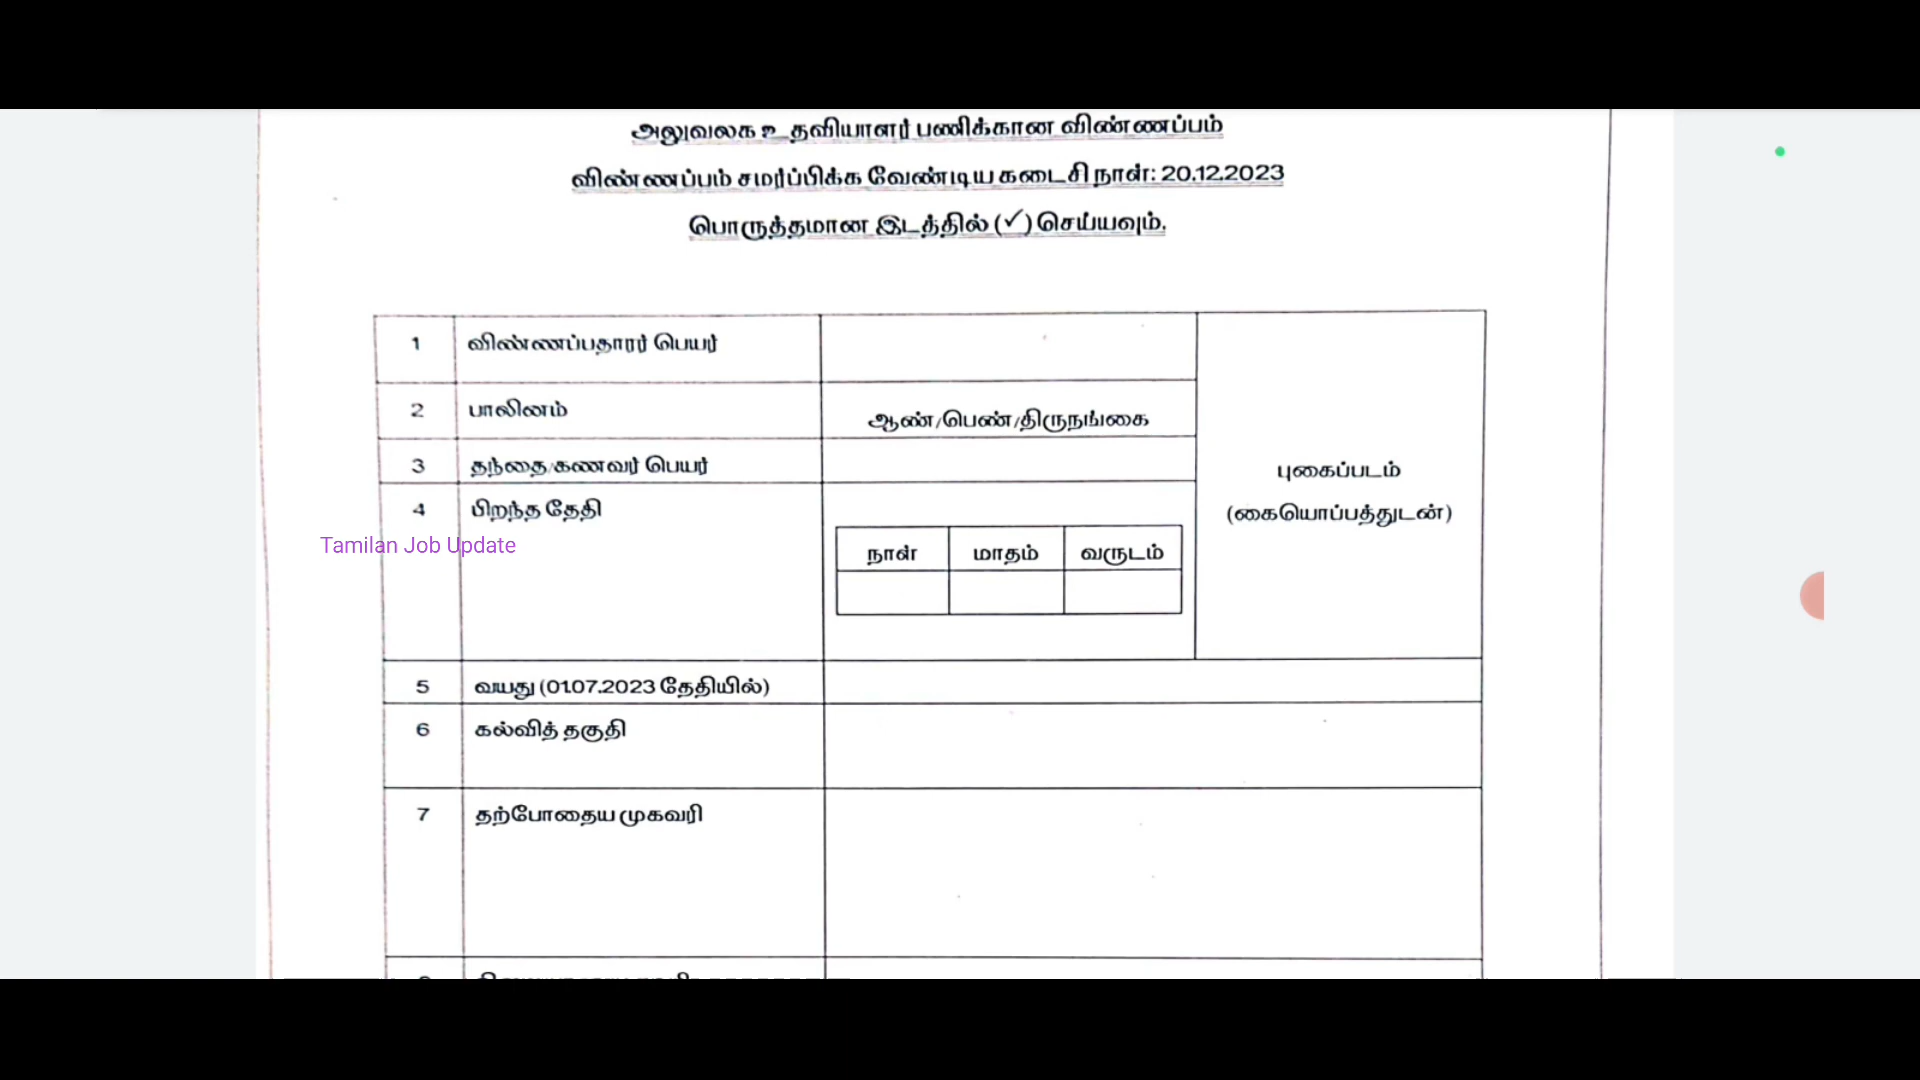 அலுவலக உதவியாளர் பணிக்கான விண்ணப்பம்
விண்ணப்பம் சமர்ப்பிக்க வேண்டிய கடைசி நாள்: 20.12.2023
பொருத்தமான இடத்தில் (✓) செய்யவும்.
1 விண்ணப்பதாரர் பெயர்
2 பாலினம் ஆண்/பெண்/திருநங்கை
3 தந்தை/கணவர் பெயர்
புகைப்படம்
(கையொப்பத்துடன்)
4 பிறந்த தேதி
நாள் மாதம் வருடம்
Tamilan Job Update
5 வயது (01.07.2023 தேதியில்)
6 கல்வித் தகுதி
7 தற்போதைய முகவரி